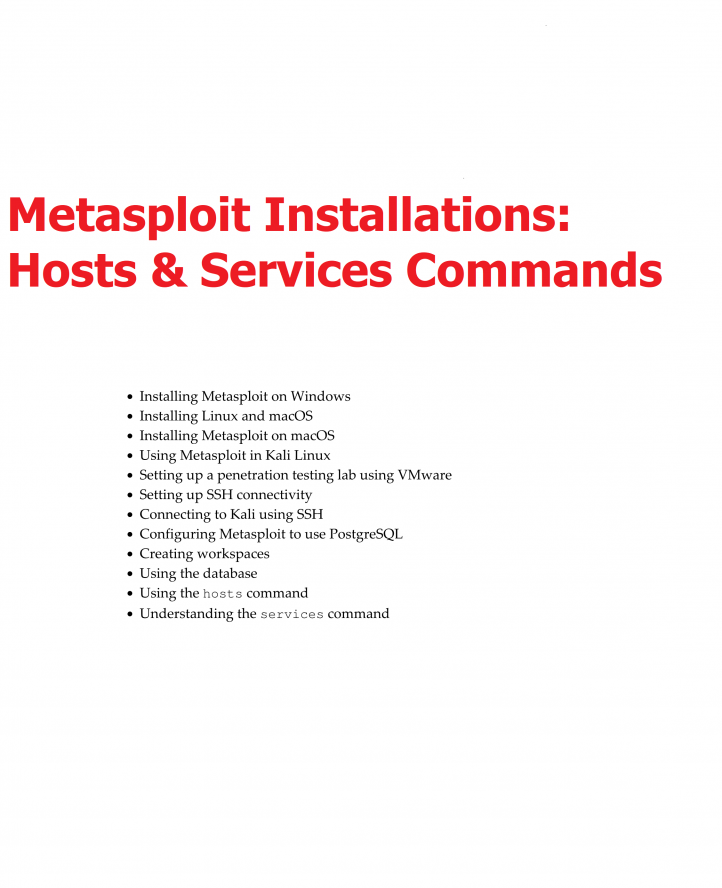 Metasploit Installations:
Hosts & Services Commands
• Installing Metasploit on Windows
• Installing Linux and macOS
• Installing Metasploit on macOS
• Using Metasploit in Kali Linux
• Setting up a penetration testing lab using VMware
• Setting up SSH connectivity
• Connecting to Kali using SSH
• Configuring Metasploit to use PostgreSQL
• Creating workspaces
• Using the database
• Using the hosts command
• Understanding the services command